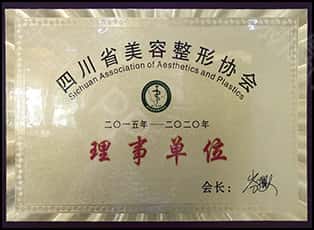 四川省美容整形协会
Sichuan Association of Aesthetics and Plastics
二〇一五年——二〇二〇年
理事单位
会长：